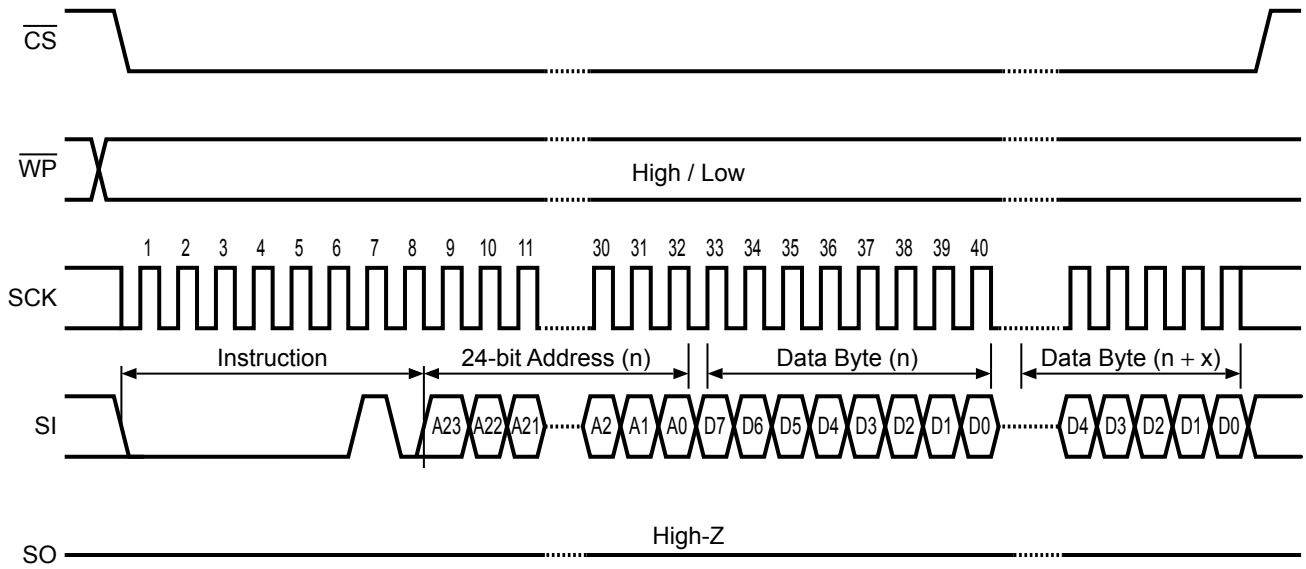 CS
WP
High / Low
1 2 3 4 5 6 7 8 9 10 11 30 31 32 33 34 35 36 37 38 39 40
SCK
Instruction 24-bit Address (n) Data Byte (n) Data Byte (n + x)
SI A23 A22 A21 A2 A1 A0 D7 D6 D5 D4 D3 D2 D1 D0 D4 D3 D2 D1 D0
High-Z
SO